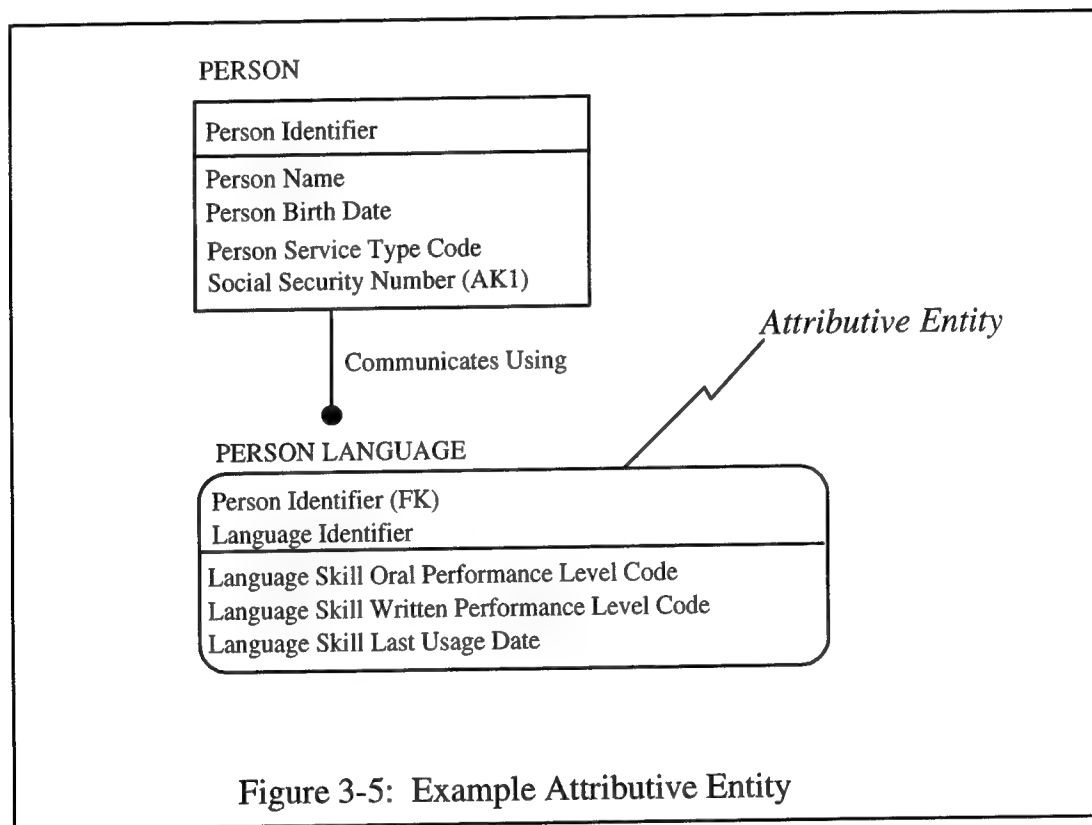 PERSON
Person Identifier
Person Name
Person Birth Date
Person Service Type Code
Social Security Number (AK1)
Attributive Entity
Communicates Using
PERSON LANGUAGE
Person Identifier (FK)
Language Identifier
Language Skill Oral Performance Level Code
Language Skill Written Performance Level Code
Language Skill Last Usage Date
Figure 3-5: Example Attributive Entity